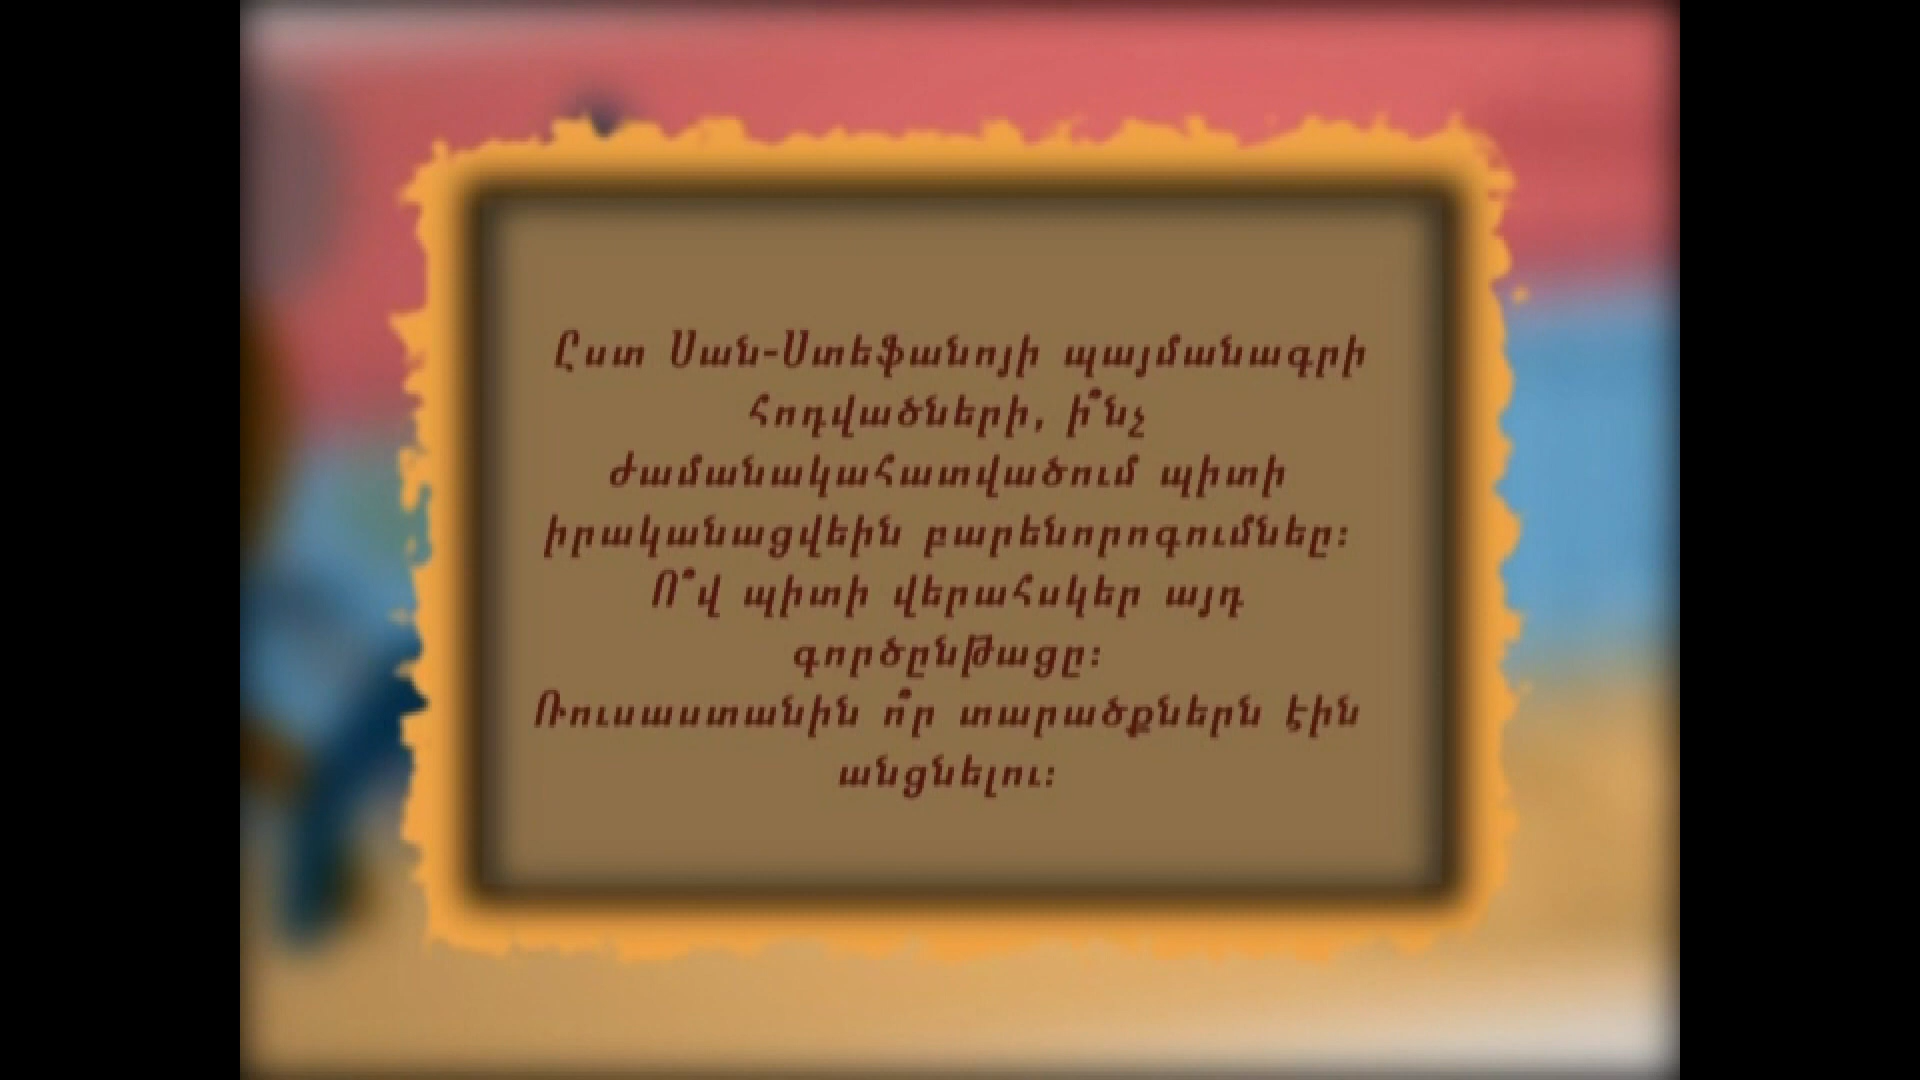 Ըստ Սան-Ստեֆանոյի պայմանագրի
հոդվածների, ի՞նչ
ժամանակահատվածում պիտի
իրականացվեին բարենորոգումները։
Ո՞վ պիտի վերահսկեր այդ
գործընթացը։
Ռուսաստանին ո՞ր տարածքներն էին
անցնելու։